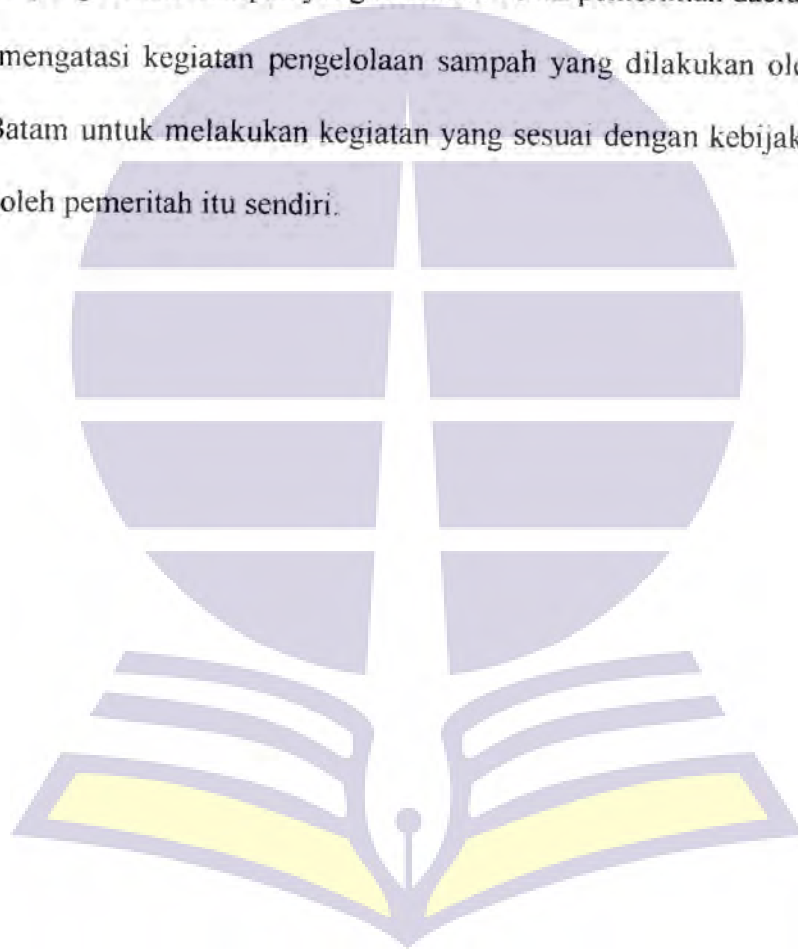 mengatasi kegiatan pengelolaan sampah yang dilakukan
Batam untuk melakukan kegiatan yang sesuai dengan
oleh pemeritah itu sendiri.